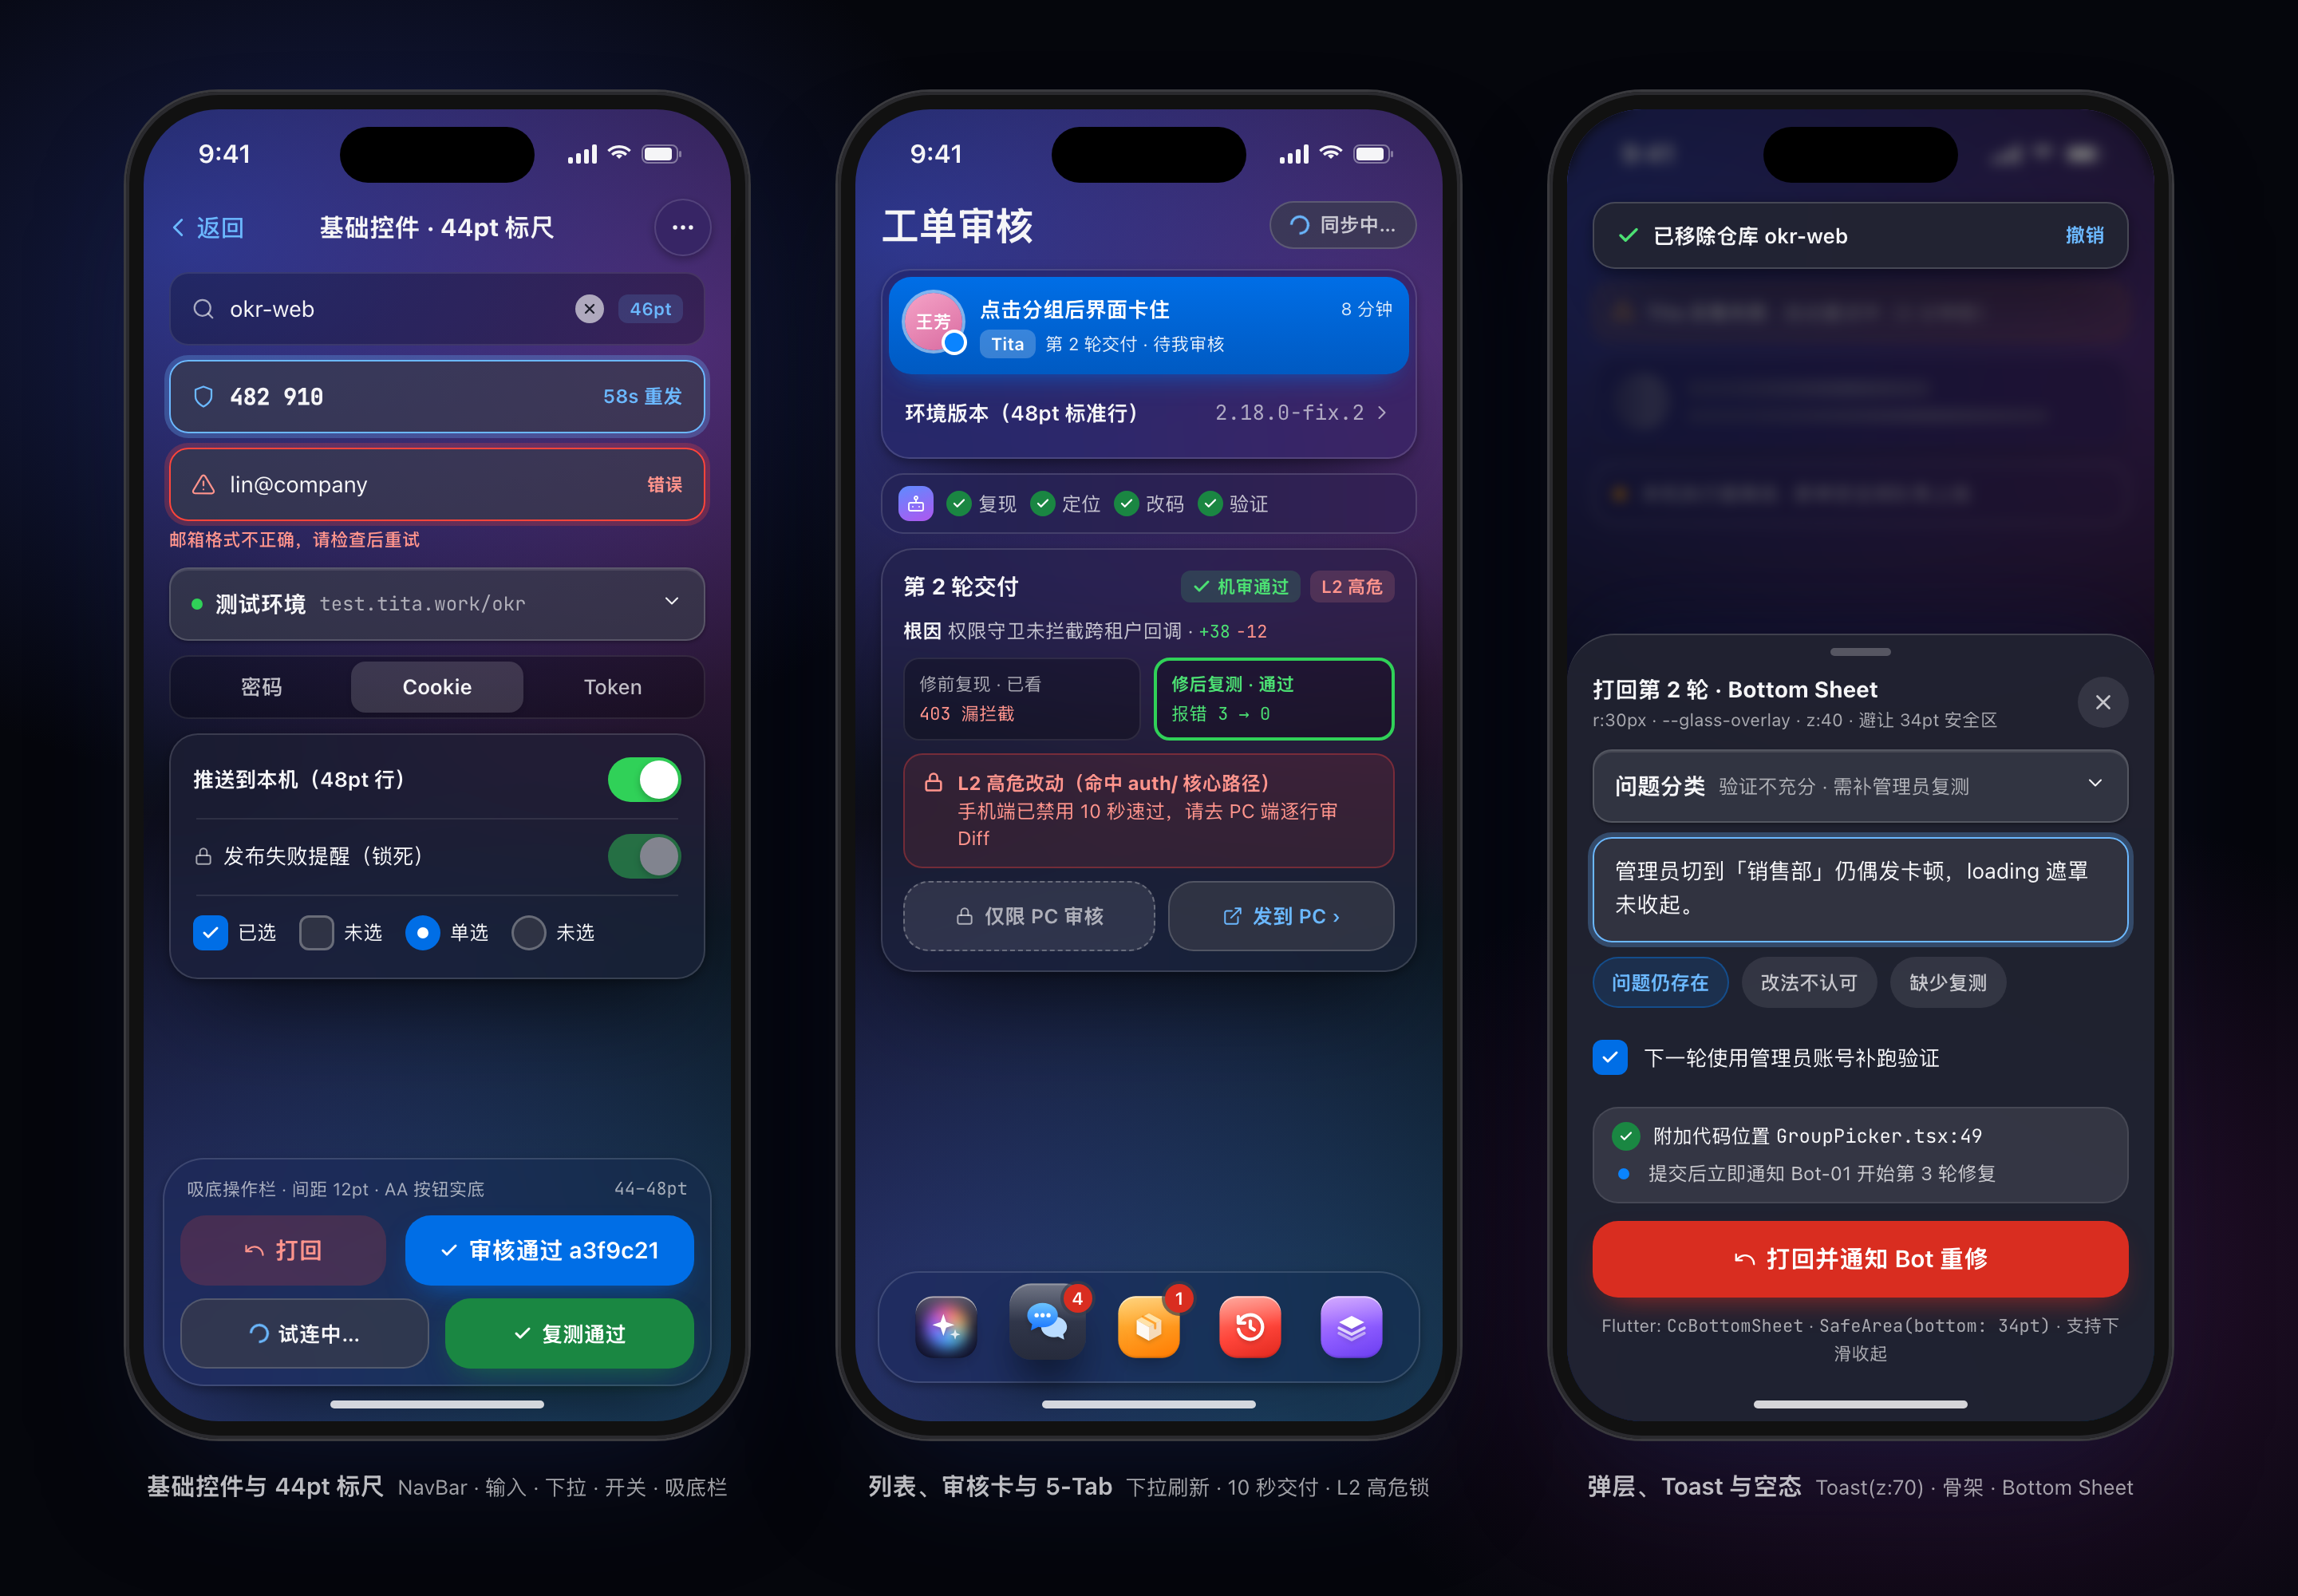 9:41
返回
基础控件 · 44pt 标尺
okr-web
46pt
482 910
58s 重发
lin@company
错误
邮箱格式不正确，请检查后重试
测试环境 test.tita.work/okr
密码
Cookie
Token
推送到本机（48pt 行）
发布失败提醒（锁死）
已选
未选
单选
未选
吸底操作栏 · 间距 12pt · AA 按钮实底
44–48pt
打回
审核通过 a3f9c21
试连中...
复测通过
基础控件与 44pt 标尺 NavBar · 输入 · 下拉 · 开关 · 吸底栏
9:41
工单审核
同步中...
王芳
点击分组后界面卡住
8 分钟
Tita
第 2 轮交付 · 待我审核
环境版本（48pt 标准行）
2.18.0-fix.2
复现
定位
改码
验证
第 2 轮交付
机审通过
L2 高危
根因 权限守卫未拦截跨租户回调 · +38 -12
修前复现 · 已看
403 漏拦截
修后复测 · 通过
报错 3 → 0
L2 高危改动（命中 auth/ 核心路径）
手机端已禁用 10 秒速过，请去 PC 端逐行审
Diff
仅限 PC 审核
发到 PC ›
4
1
列表、审核卡与 5-Tab 下拉刷新 · 10 秒交付 · L2 高危锁
已移除仓库 okr-web
撤销
打回第 2 轮 · Bottom Sheet
r:30px · --glass-overlay · z:40 · 避让 34pt 安全区
问题分类 验证不充分 · 需补管理员复测
管理员切到「销售部」仍偶发卡顿，loading 遮罩
未收起。
问题仍存在
改法不认可
缺少复测
下一轮使用管理员账号补跑验证
附加代码位置 GroupPicker.tsx:49
提交后立即通知 Bot-01 开始第 3 轮修复
打回并通知 Bot 重修
Flutter: CcBottomSheet · SafeArea(bottom: 34pt) · 支持下
滑收起
弹层、Toast 与空态 Toast(z:70) · 骨架 · Bottom Sheet